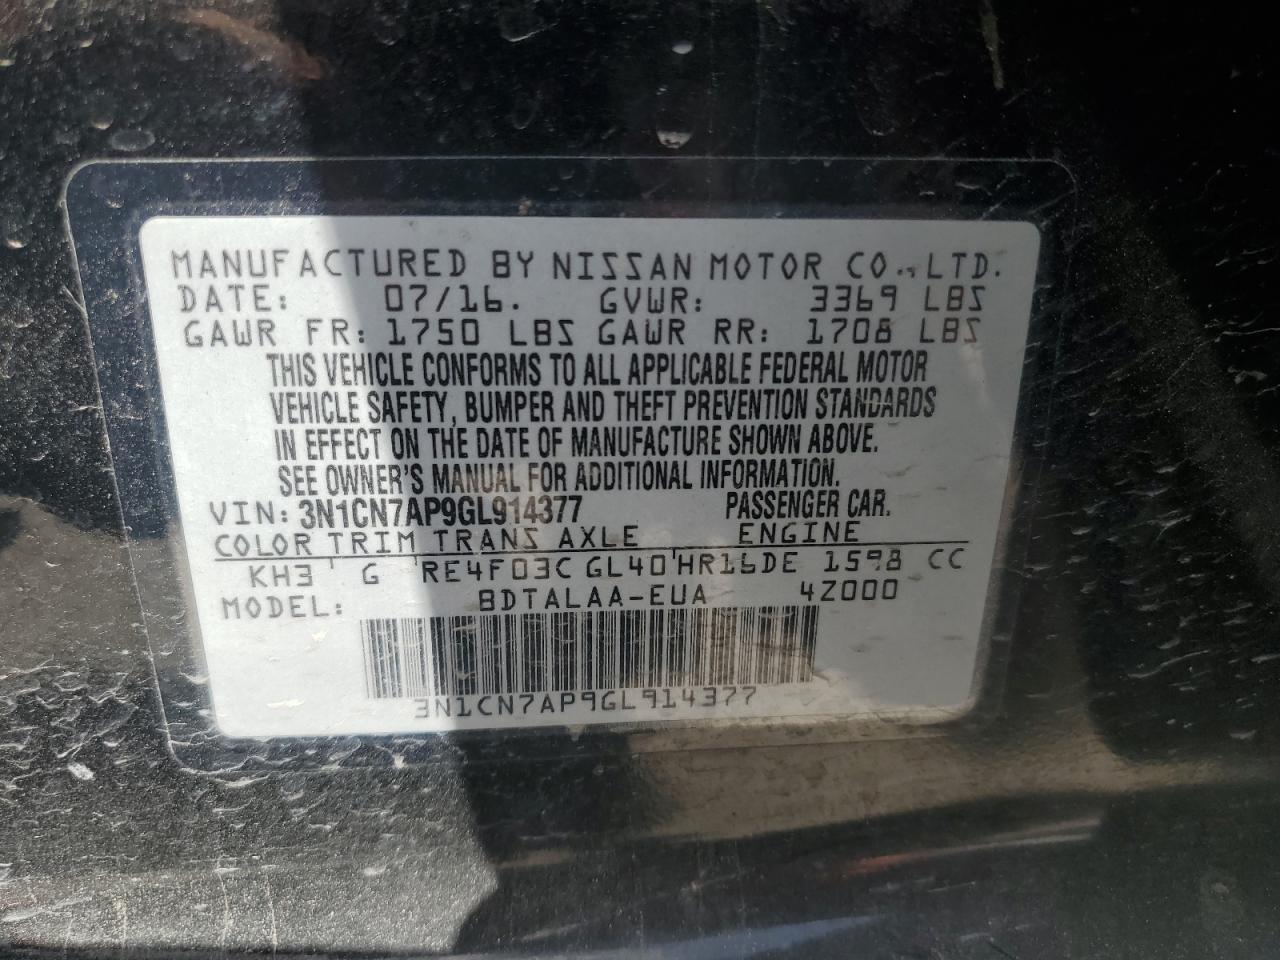 MANUFACTURED BY NISSAN MOTOR CO., LTD.
DATE: 07/16. GVWR: 3369 LBS
GAWR FR: 1750 LBS GAWR RR: 1708 LBS
THIS VEHICLE CONFORMS TO ALL APPLICABLE FEDERAL MOTOR
VEHICLE SAFETY, BUMPER AND THEFT PREVENTION STANDARDS
IN EFFECT ON THE DATE OF MANUFACTURE SHOWN ABOVE.
SEE OWNER'S MANUAL FOR ADDITIONAL INFORMATION.
VIN: 3N1CN7AP9GL914377 PASSENGER CAR.
COLOR TRIM TRANS AXLE ENGINE
KH3 G RE4F03C GL40 HR16DE 1598 CC
MODEL: BDTALAA-EUA 4Z000
3N1CN7AP9GL914377